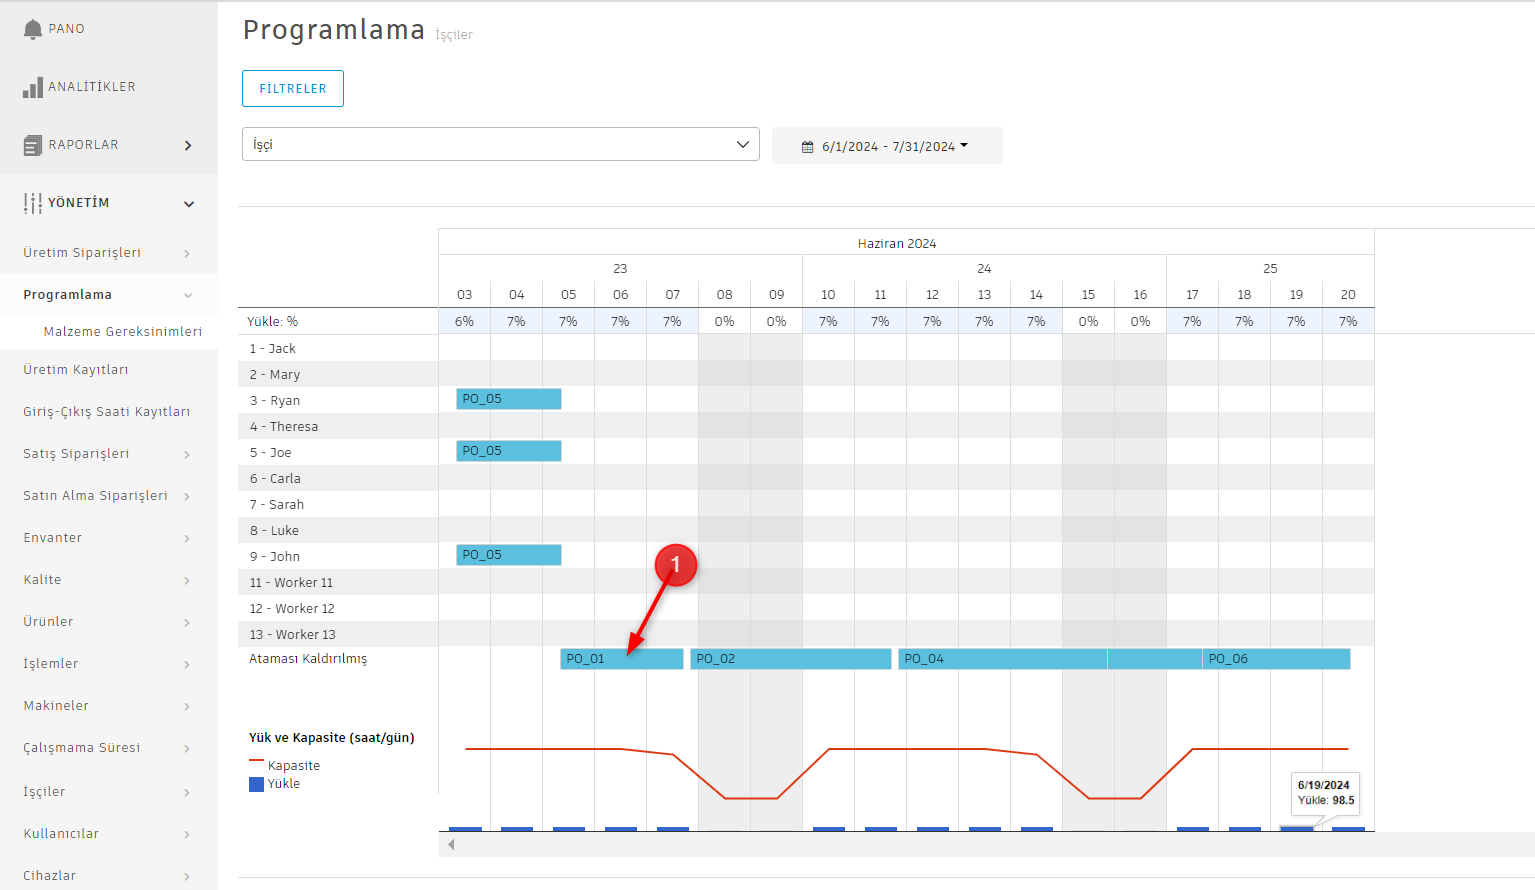 PANO
ANALİTİKLER
RAPORLAR
YÖNETİM
Üretim Siparişleri
Programlama
Malzeme Gereksinimleri
Üretim Kayıtları
Giriş-Çıkış Saati Kayıtları
Satış Siparişleri
Satın Alma Siparişleri
Envanter
Kalite
Ürünler
İşlemler
Makineler
Çalışmama Süresi
İşçiler
Kullanıcılar
Cihazlar
Programlama İşçiler
FİLTRELER
İşçi
6/1/2024 - 7/31/2024
Haziran 2024
23 24 25
03 04 05 06 07 08 09 10 11 12 13 14 15 16 17 18 19 20
Yükle: % 6% 7% 7% 7% 7% 0% 0% 7% 7% 7% 7% 7% 0% 0% 7% 7% 7% 7%
1 - Jack
2 - Mary
3 - Ryan PO_05
4 - Theresa
5 - Joe PO_05
6 - Carla
7 - Sarah
8 - Luke
9 - John PO_05
1
11 - Worker 11
12 - Worker 12
13 - Worker 13
Ataması Kaldırılmış PO_01 PO_02 PO_04 PO_06
Yük ve Kapasite (saat/gün)
Kapasite
Yükle
6/19/2024
Yükle: 98.5